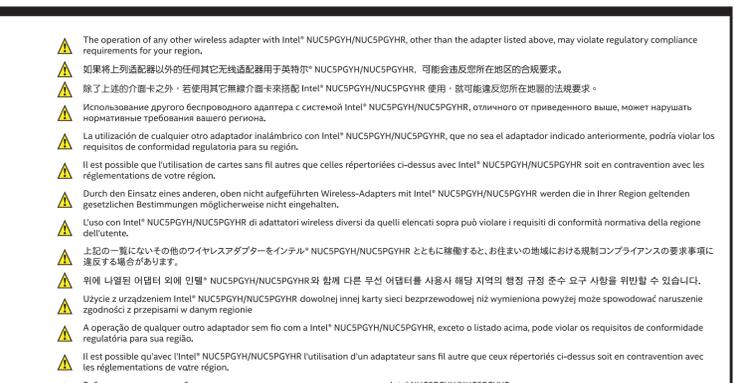 The operation of any other wireless adapter with Intel® NUC5PGYH/NUC5PGYHR, other than the adapter listed above, may violate regulatory compliance
requirements for your region.
如果将上列适配器以外的任何其它无线适配器用于英特尔® NUC5PGYH/NUC5PGYHR，可能会违反您所在地区的合规要求。
除了上述的介面卡之外，若使用其它無線介面卡來搭配 Intel® NUC5PGYH/NUC5PGYHR 使用，就可能違反您所在地區的法規要求。
Использование другого беспроводного адаптера с системой Intel® NUC5PGYH/NUC5PGYHR, отличного от приведенного выше, может нарушать
нормативные требования вашего региона.
La utilización de cualquier otro adaptador inalámbrico con Intel® NUC5PGYH/NUC5PGYHR, que no sea el adaptador indicado anteriormente, podría violar los
requisitos de conformidad regulatoria para su región.
Il est possible que l'utilisation de cartes sans fil autres que celles répertoriées ci-dessus avec Intel® NUC5PGYH/NUC5PGYHR soit en contravention avec les
réglementations de votre région.
Durch den Einsatz eines anderen, oben nicht aufgeführten Wireless-Adapters mit Intel® NUC5PGYH/NUC5PGYHR werden die in Ihrer Region geltenden
gesetzlichen Bestimmungen möglicherweise nicht eingehalten.
L'uso con Intel® NUC5PGYH/NUC5PGYHR di adattatori wireless diversi da quelli elencati sopra può violare i requisiti di conformità normativa della regione
dell'utente.
上記の一覧にないその他のワイヤレスアダプターをインテル® NUC5PGYH/NUC5PGYHR とともに稼働すると、お住まいの地域における規制コンプライアンスの要求事項に
違反する場合があります。
위에 나열된 어댑터 외에 인텔® NUC5PGYH/NUC5PGYHR와 함께 다른 무선 어댑터를 사용사 해당 지역의 행정 규정 준수 요구 사항을 위반할 수 있습니다.
Użycie z urządzeniem Intel® NUC5PGYH/NUC5PGYHR dowolnej innej karty sieci bezprzewodowej niż wymieniona powyżej może spowodować naruszenie
zgodności z przepisami w danym regionie
A operação de qualquer outro adaptador sem fio com a Intel® NUC5PGYH/NUC5PGYHR, exceto o listado acima, pode violar os requisitos de conformidade
regulatória para sua região.
Il est possible qu'avec l'Intel® NUC5PGYH/NUC5PGYHR l'utilisation d'un adaptateur sans fil autre que ceux répertoriés ci-dessus soit en contravention avec
les réglementations de votre région.